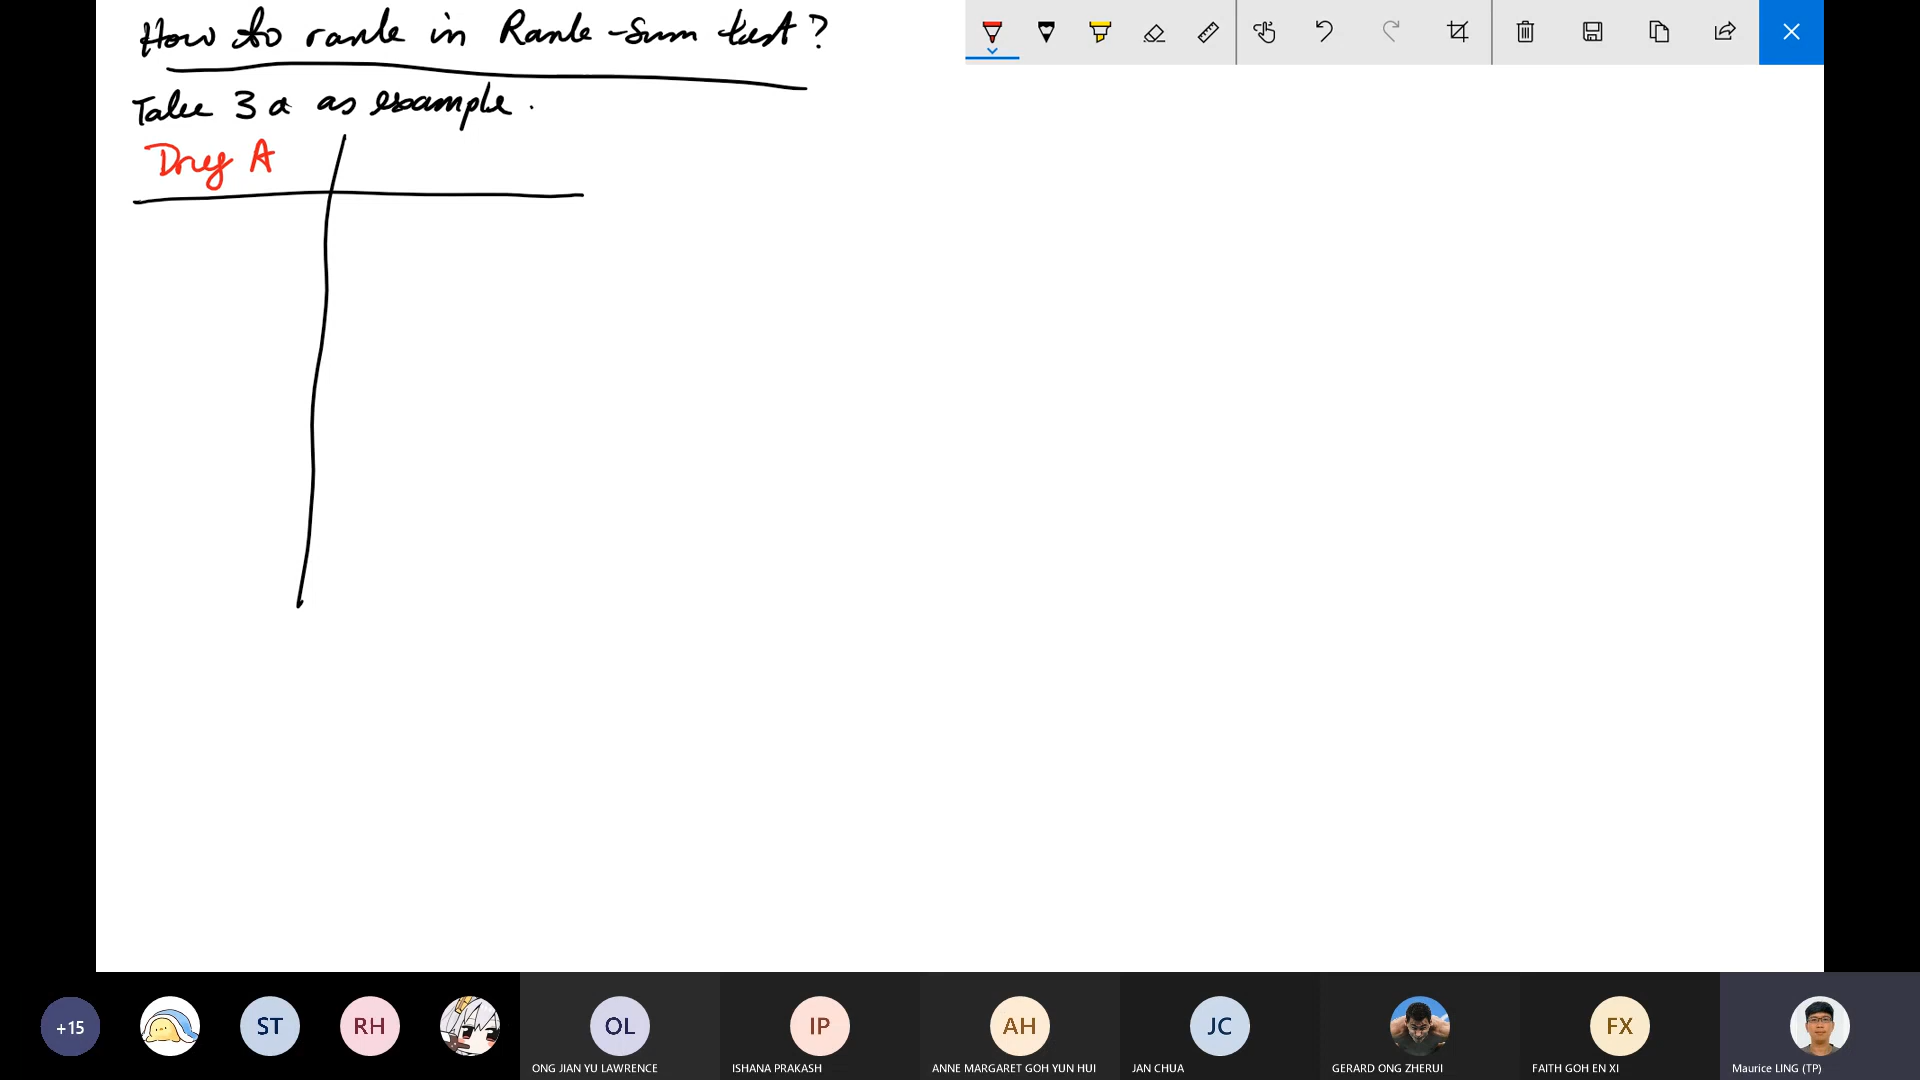 How to rank in Rank-Sum test?
Take 3a as example.
Drug A
+15
ST
RH
OL
IP
AH
JC
FX
ONG JIAN YU LAWRENCE
ISHANA PRAKASH
ANNE MARGARET GOH YUN HUI
JAN CHUA
GERARD ONG ZHERUI
FAITH GOH EN XI
Maurice LING (TP)